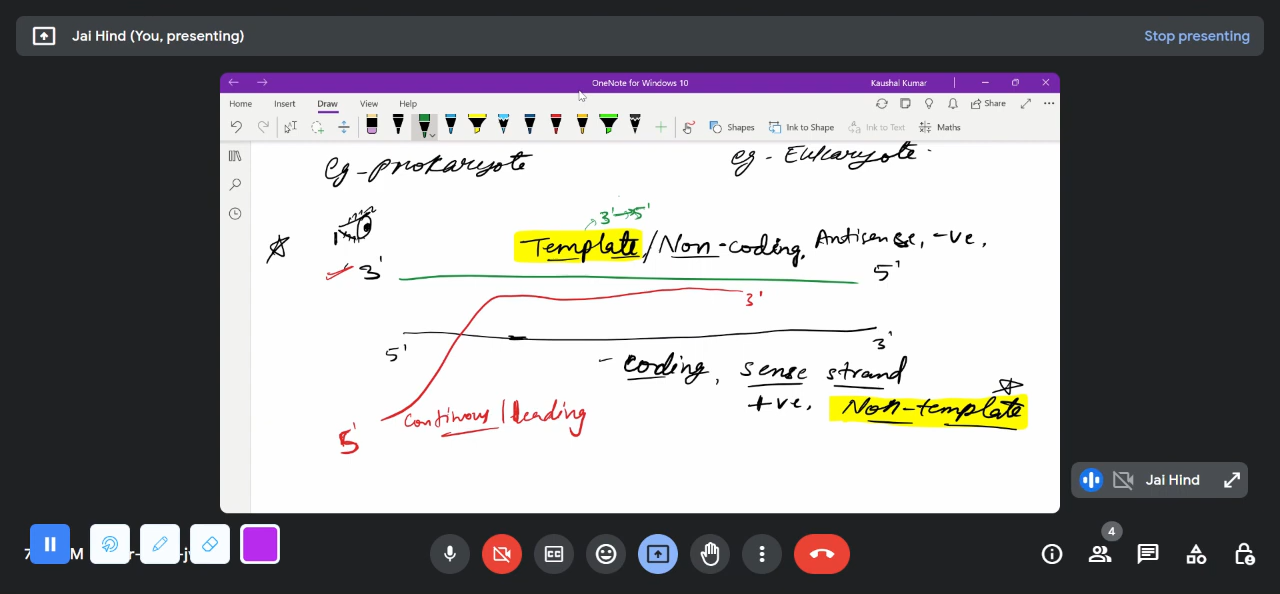 Jai Hind (You, presenting)
Stop presenting
OneNote for Windows 10
Kaushal Kumar
Home Insert Draw View Help
Share
Shapes Ink to Shape Ink to Text Maths
Eg - prokaryote
eg - Eukaryote
3' → 5'
Template / Non-coding, Antisense, -ve,
3'
5'
3'
5'
3'
- coding, sense strand
+ve, Non-template
continous / leading
5'
Jai Hind
4